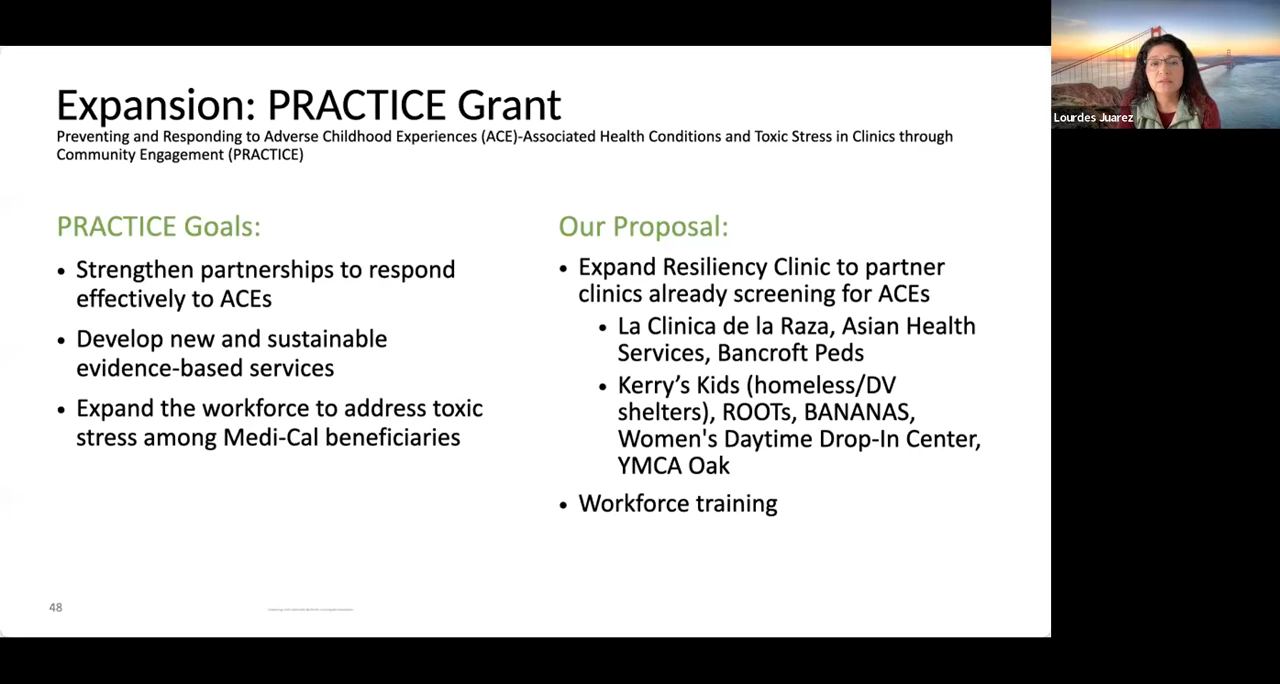 Expansion: PRACTICE Grant
Preventing and Responding to Adverse Childhood Experiences (ACE)-Associated Health Conditions and Toxic Stress in Clinics through
Community Engagement (PRACTICE)
PRACTICE Goals:
• Strengthen partnerships to respond
effectively to ACEs
• Develop new and sustainable
evidence-based services
• Expand the workforce to address toxic
stress among Medi-Cal beneficiaries
Our Proposal:
• Expand Resiliency Clinic to partner
clinics already screening for ACEs
• La Clinica de la Raza, Asian Health
Services, Bancroft Peds
• Kerry’s Kids (homeless/DV
shelters), ROOTs, BANANAS,
Women's Daytime Drop-In Center,
YMCA Oak
• Workforce training
48
Lourdes Juarez